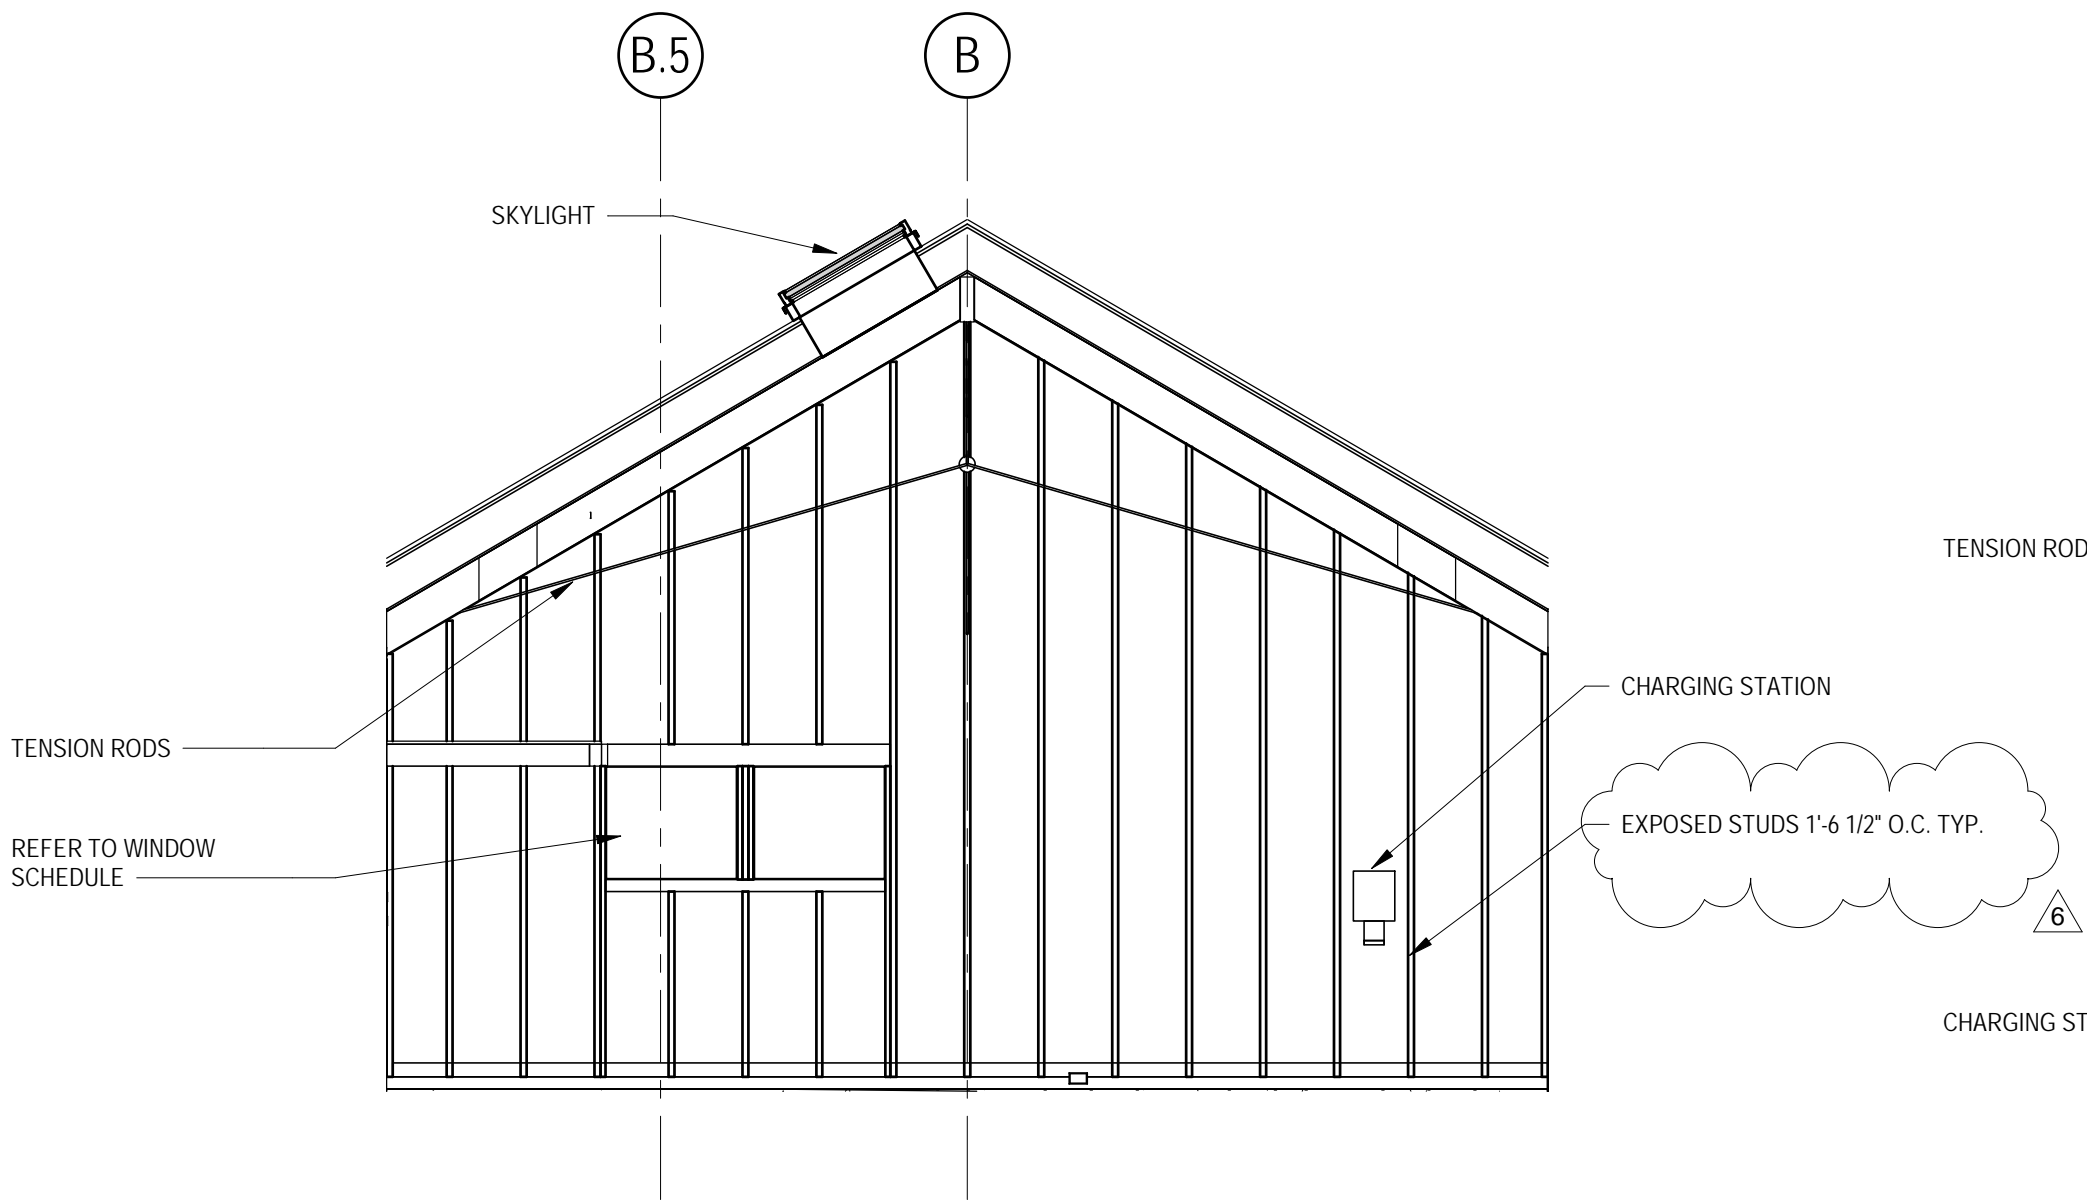 B.5
B
SKYLIGHT
TENSION ROD
CHARGING STATION
TENSION RODS
EXPOSED STUDS 1'-6 1/2" O.C. TYP.
REFER TO WINDOW
SCHEDULE
6
CHARGING ST